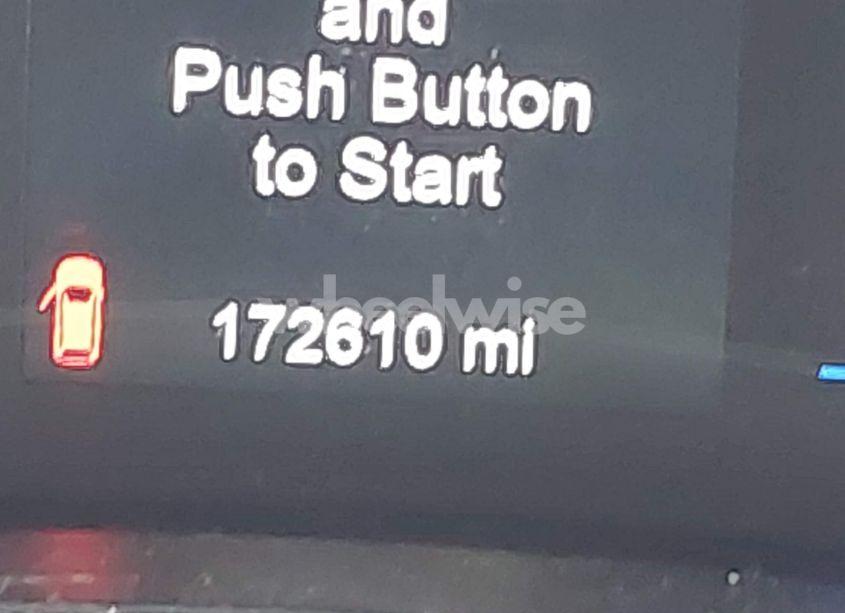 and
Push Button
to Start
wheelwise
172610 mi